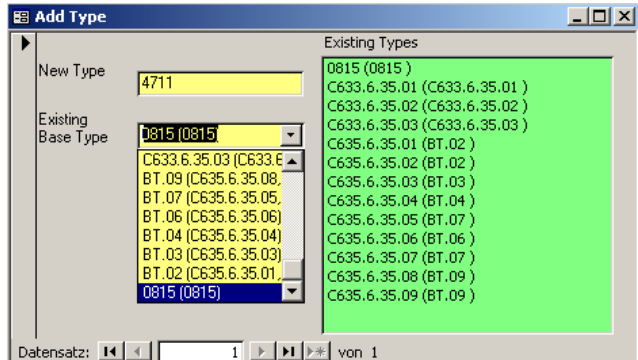 Add Type
Existing Types
New Type
4711
Existing
Base Type
0815 (0815)
C633.6.35.03 (C633.6
BT.09 (C635.6.35.08,
BT.07 (C635.6.35.05,
BT.06 (C635.6.35.06)
BT.04 (C635.6.35.04)
BT.03 (C635.6.35.03)
BT.02 (C635.6.35.01,
0815 (0815)
0815 (0815 )
C633.6.35.01 (C633.6.35.01 )
C633.6.35.02 (C633.6.35.02 )
C633.6.35.03 (C633.6.35.03 )
C635.6.35.01 (BT.02 )
C635.6.35.02 (BT.02 )
C635.6.35.03 (BT.03 )
C635.6.35.04 (BT.04 )
C635.6.35.05 (BT.07 )
C635.6.35.06 (BT.06 )
C635.6.35.07 (BT.07 )
C635.6.35.08 (BT.09 )
C635.6.35.09 (BT.09 )
Datensatz: 1 von 1